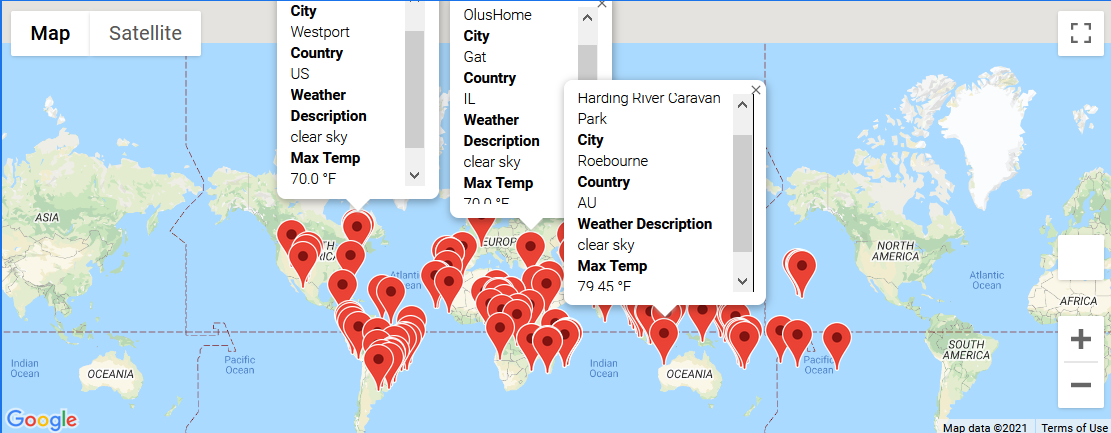 Map
Satellite
City
Westport
Country
US
Weather
Description
clear sky
Max Temp
70.0 °F
OlusHome
City
Gat
Country
IL
Weather
Description
clear sky
Max Temp
70.0 °F
Harding River Caravan
Park
City
Roebourne
Country
AU
Weather Description
clear sky
Max Temp
79.45 °F
ASIA
EUROPE
Atlantic
NORTH
AMERICA
Atlantic
Ocean
AFRICA
SOUTH
AMERICA
Indian
Ocean
OCEANIA
Pacific
Ocean
Indian
Ocean
OCEANIA
Pacific
Ocean
Google
Map data ©2021
Terms of Use